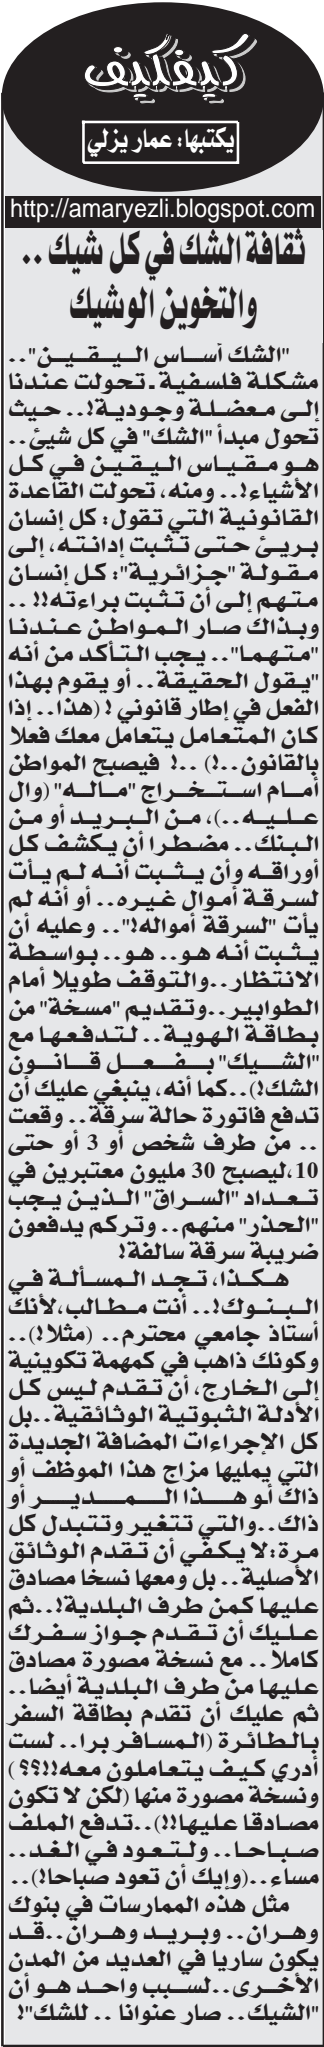 كيفكيف
يكتبها: عمار يزلي
http://amaryezli.blogspot.com
ثقافة الشك في كل شيك ..
والتخوين الوشيك
"الشك أساس اليقين"..
مشكلة فلسفية ـ تحولت عندنا
إلى معضلة وجودية!.. حيث
تحول مبدأ "الشك" في كل شيئ..
هو مقياس اليقين في كل
الأشياء!.. ومنه، تحولت القاعدة
القانونية التي تقول: كل إنسان
بريئ حتى تثبت إدانته، إلى
مقولة "جزائرية": كل إنسان
متهم إلى أن تثبت براءته!! ..
وبذاك صار المواطن عندنا
"متهما".. يجب التأكد من أنه
"يقول الحقيقة.. أو يقوم بهذا
الفعل في إطار قانوني ! (هذا.. إذا
كان المتعامل يتعامل معك فعلا
بالقانون..!) ..! فيصبح المواطن
أمام استخراج "ماله" (وال
عليه..)، من البريد أو من
البنك.. مضطرا أن يكشف كل
أوراقه وأن يثبت أنه لم يأت
لسرقة أموال غيره.. أو أنه لم
يأت "لسرقة أمواله!".. وعليه أن
يثبت أنه هو.. هو.. بواسطة
الانتظار..والتوقف طويلا أمام
الطوابير..وتقديم "مسخة" من
بطاقة الهوية.. لتدفعها مع
"الشيك" بفعل قانون
الشك!)..كما أنه، ينبغي عليك أن
تدفع فاتورة حالة سرقة.. وقعت
.. من طرف شخص أو 3 أو حتى
10،ليصبح 30 مليون معتبرين في
تعداد "السراق" الذين يجب
"الحذر" منهم.. وتركم يدفعون
ضريبة سرقة سالفة!
هكذا، تجد المسألة في
البنوك!.. أنت مطالب،لأنك
أستاذ جامعي محترم.. (مثلا!)..
وكونك ذاهب في كمهمة تكوينية
إلى الخارج، أن تقدم ليس كل
الأدلة الثبوتية الوثائقية..بل
كل الإجراءات المضافة الجديدة
التي يمليها مزاج هذا الموظف أو
ذاك أو هذا المدير أو
ذاك..والتي تتغير وتتبدل كل
مرة:لا يكفي أن تقدم الوثائق
الأصلية.. بل ومعها نسخا مصادق
عليها كمن طرف البلدية!..ثم
عليك أن تقدم جواز سفرك
كاملا.. مع نسخة مصورة مصادق
عليها من طرف البلدية أيضا..
ثم عليك أن تقدم بطاقة السفر
بالطائرة (المسافر برا.. لست
أدري كيف يتعاملون معه!!؟؟)
ونسخة مصورة منها (لكن لا تكون
مصادقا عليها!!)..تدفع الملف
صباحا.. ولتعود في الغد..
مساء..(وإيك أن تعود صباحا!)..
مثل هذه الممارسات في بنوك
وهران.. وبريد وهران..قد
يكون ساريا في العديد من المدن
الأخرى..لسبب واحد هو أن
"الشيك.. صار عنوانا .. للشك"!